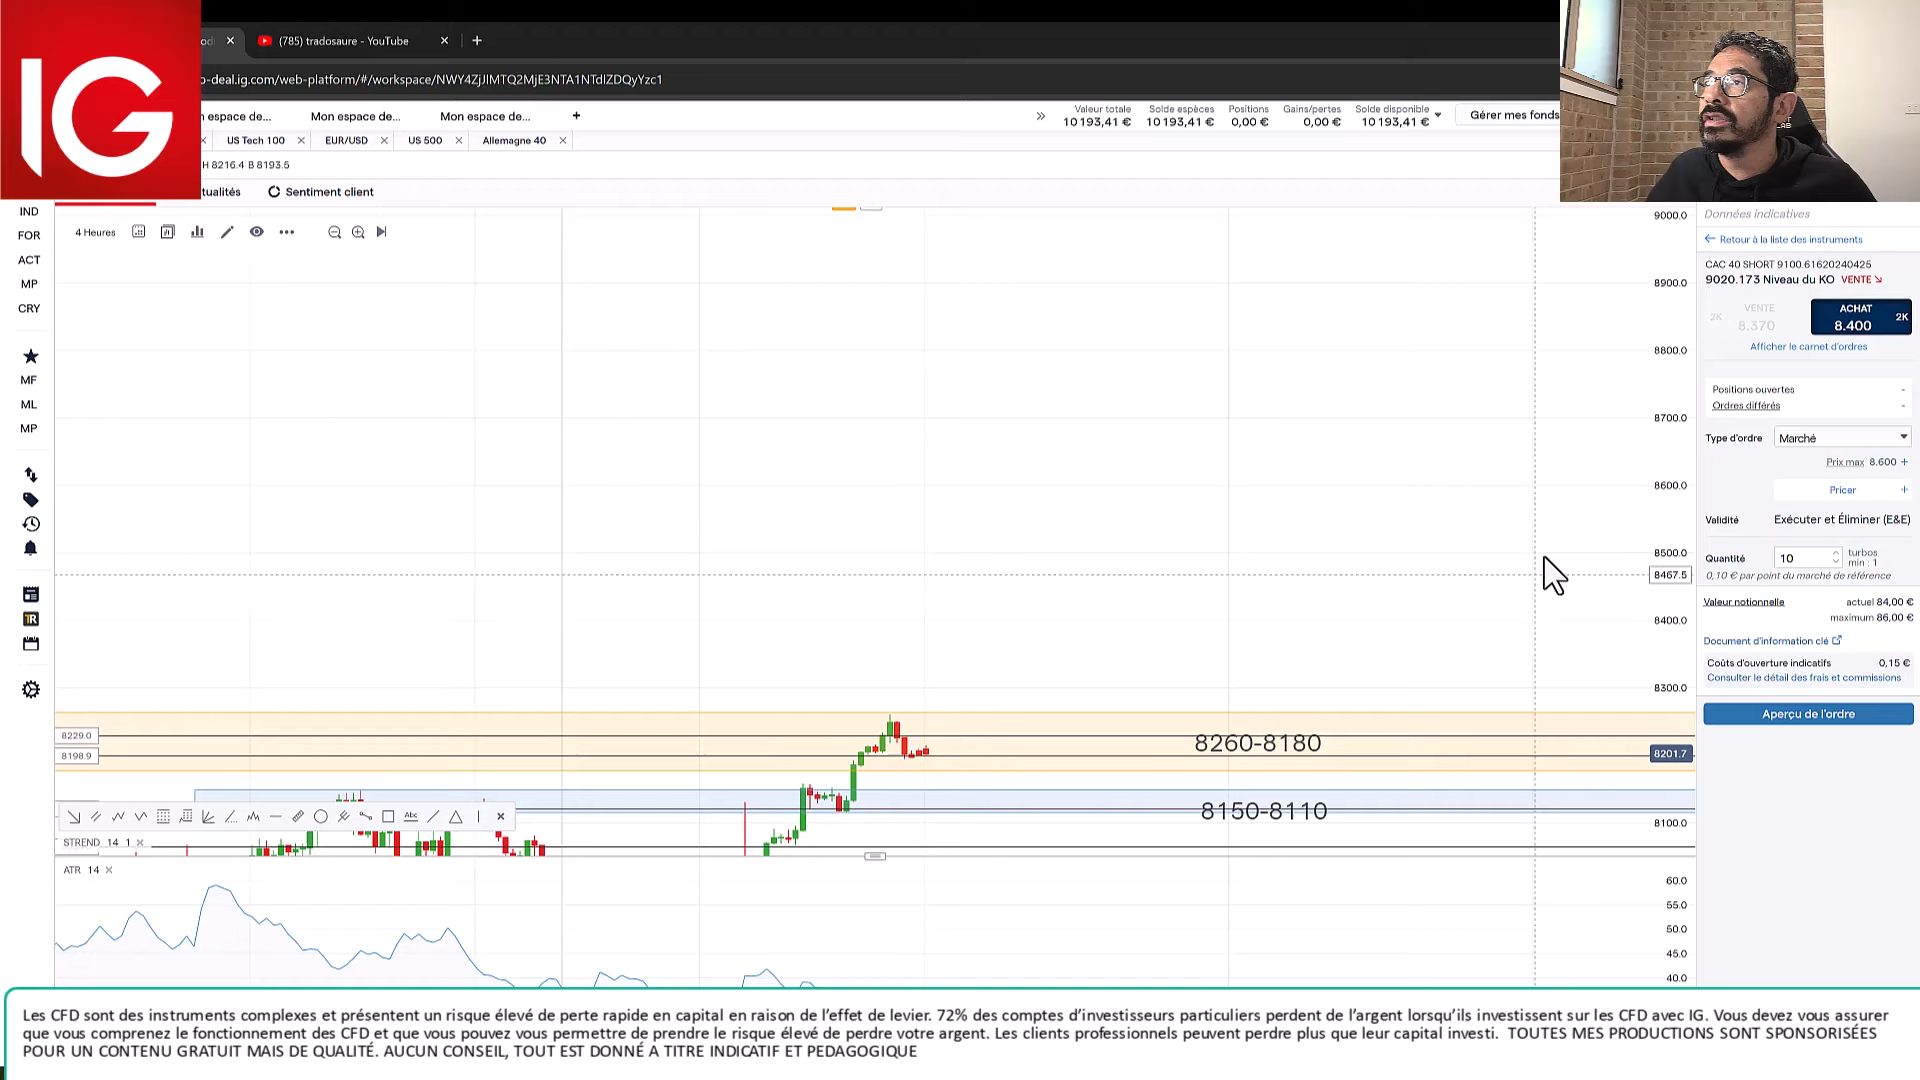 IG
(785) tradosaure - YouTube
o-deal.ig.com/web-platform/#/workspace/NWY4ZjJlMTQ2MjE3NTA1NTdlZDQyYzc1
n espace de...
Mon espace de...
Mon espace de...
Valeur totale
10 193,41 €
Solde espèces
10 193,41 €
Positions
0,00 €
Gains/pertes
0,00 €
Solde disponible
10 193,41 €
Gérer mes fonds
US Tech 100
EUR/USD
US 500
Allemagne 40
H 8216.4 B 8193.5
tualités
Sentiment client
IND
FOR
ACT
MP
CRY
MF
ML
MP
4 Heures
9000.0
8900.0
8800.0
8700.0
8600.0
8500.0
8467.5
8400.0
8300.0
8201.7
8100.0
8229.0
8198.9
8260-8180
8150-8110
Abc
STREND 14 1
ATR 14
60.0
55.0
50.0
45.0
40.0
Données indicatives
Retour à la liste des instruments
CAC 40 SHORT 9100.61620240425
9020.173 Niveau du KO VENTE
2K
VENTE
8.370
ACHAT
8.400
2K
Afficher le carnet d'ordres
Positions ouvertes -
Ordres différés -
Type d'ordre Marché
Prix max 8.600 +
Pricer +
Validité Exécuter et Éliminer (E&E)
Quantité 10 turbos
min : 1
0,10 € par point du marché de référence
Valeur notionnelle actuel 84,00 €
maximum 86,00 €
Document d'information clé
Coûts d'ouverture indicatifs 0,15 €
Consulter le détail des frais et commissions
Aperçu de l'ordre
Les CFD sont des instruments complexes et présentent un risque élevé de perte rapide en capital en raison de l'effet de levier. 72% des comptes d'investisseurs particuliers perdent de l'argent lorsqu'ils investissent sur les CFD avec IG. Vous devez vous assurer
que vous comprenez le fonctionnement des CFD et que vous pouvez vous permettre de prendre le risque élevé de perdre votre argent. Les clients professionnels peuvent perdre plus que leur capital investi. TOUTES MES PRODUCTIONS SONT SPONSORISÉES
POUR UN CONTENU GRATUIT MAIS DE QUALITÉ. AUCUN CONSEIL, TOUT EST DONNÉ A TITRE INDICATIF ET PEDAGOGIQUE